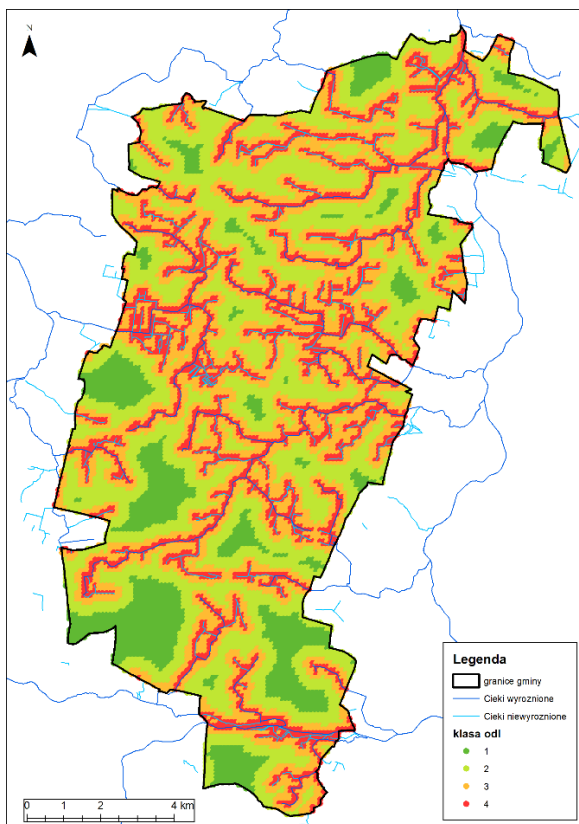 N
Legenda
granice gminy
Cieki wyroznione
Cieki niewyroznione
klasa odl
1
2
3
4
0 1 2 4 km